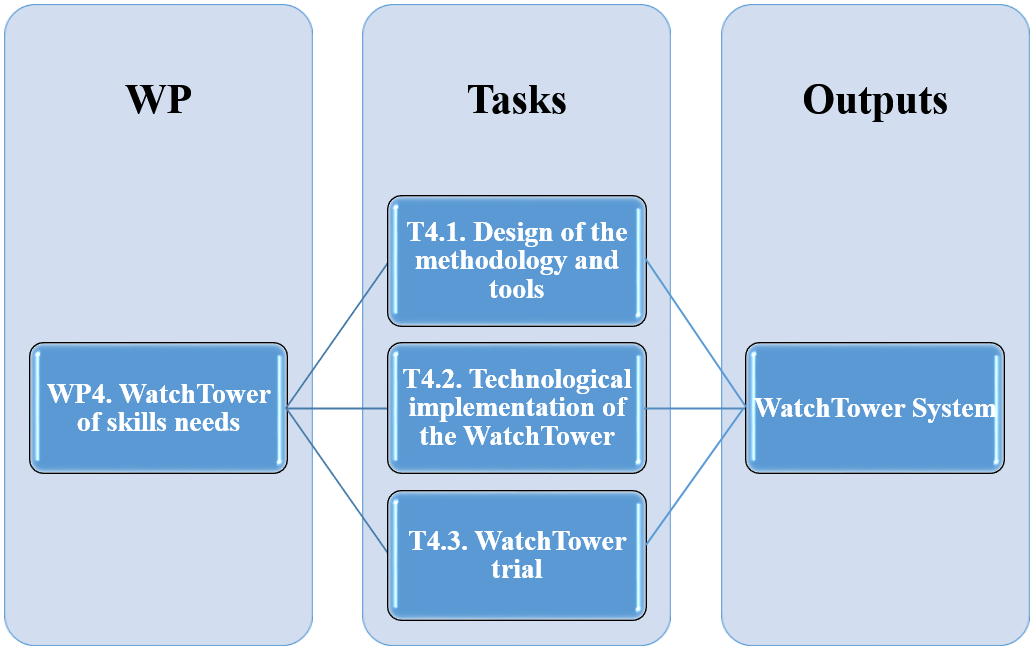 WP
Tasks
Outputs
WP4. WatchTower
of skills needs
T4.1. Design of the
methodology and
tools
T4.2. Technological
implementation of
the WatchTower
T4.3. WatchTower
trial
WatchTower System